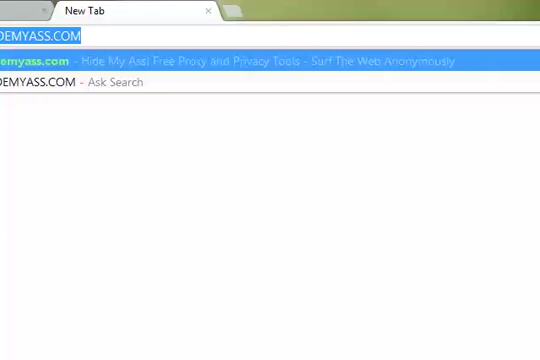 New Tab
DEMYASS.COM
emyass.com - Hide My Ass! Free Proxy and Privacy Tools - Surf The Web Anonymously
DEMYASS.COM - Ask Search